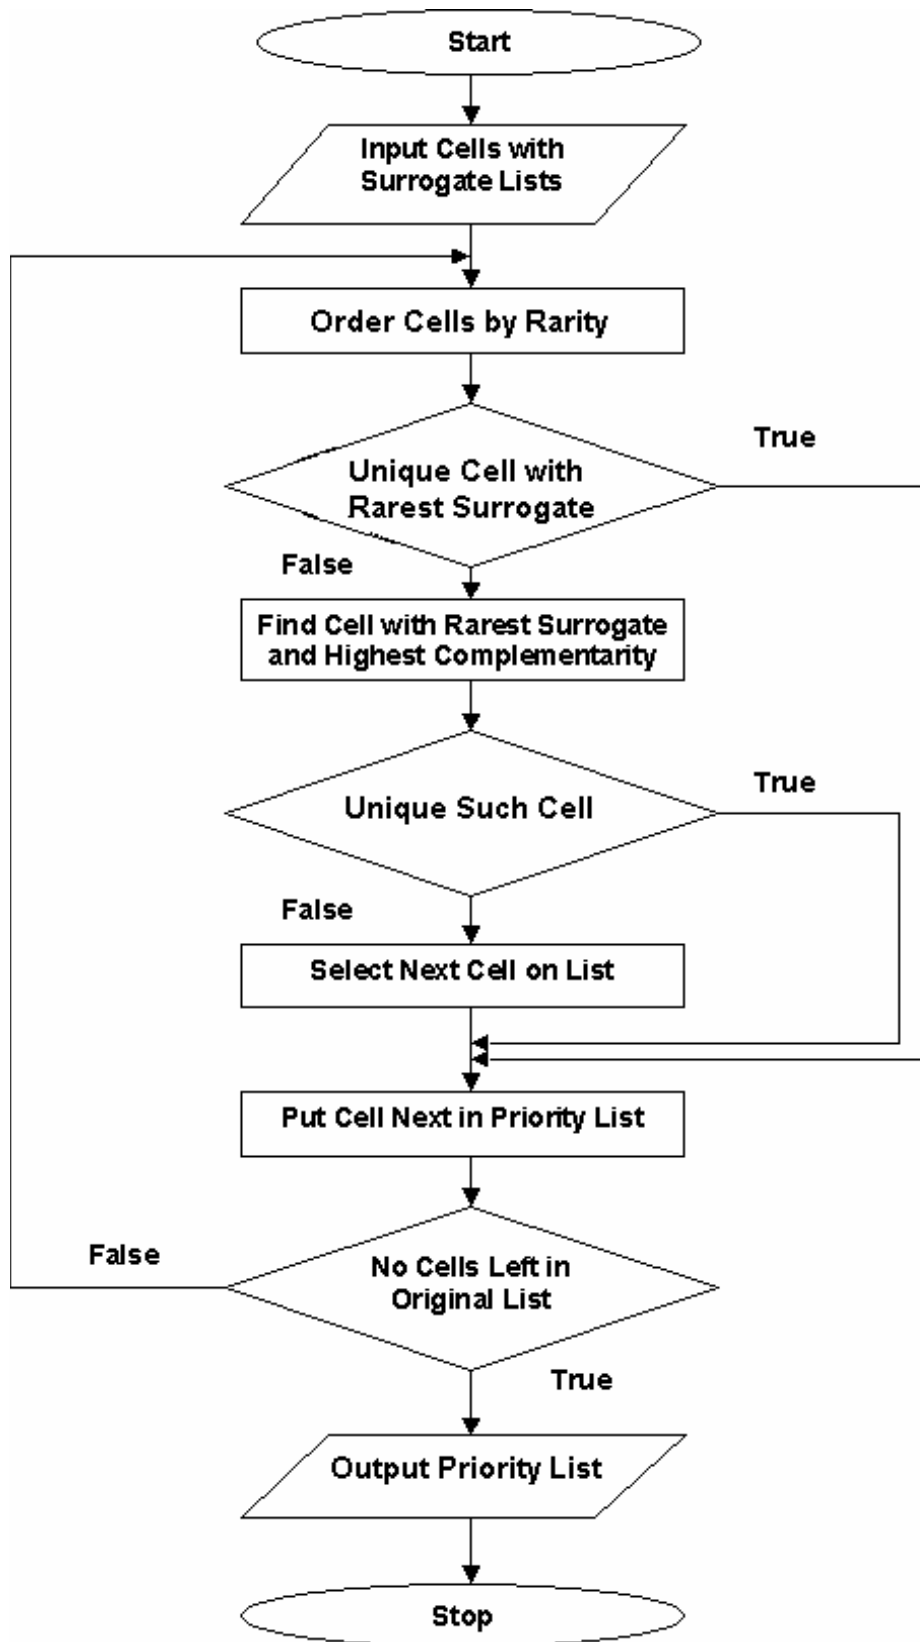 Start
Input Cells with
Surrogate Lists
Order Cells by Rarity
True
Unique Cell with
Rarest Surrogate
False
Find Cell with Rarest Surrogate
and Highest Complementarity
True
Unique Such Cell
False
Select Next Cell on List
Put Cell Next in Priority List
False
No Cells Left in
Original List
True
Output Priority List
Stop